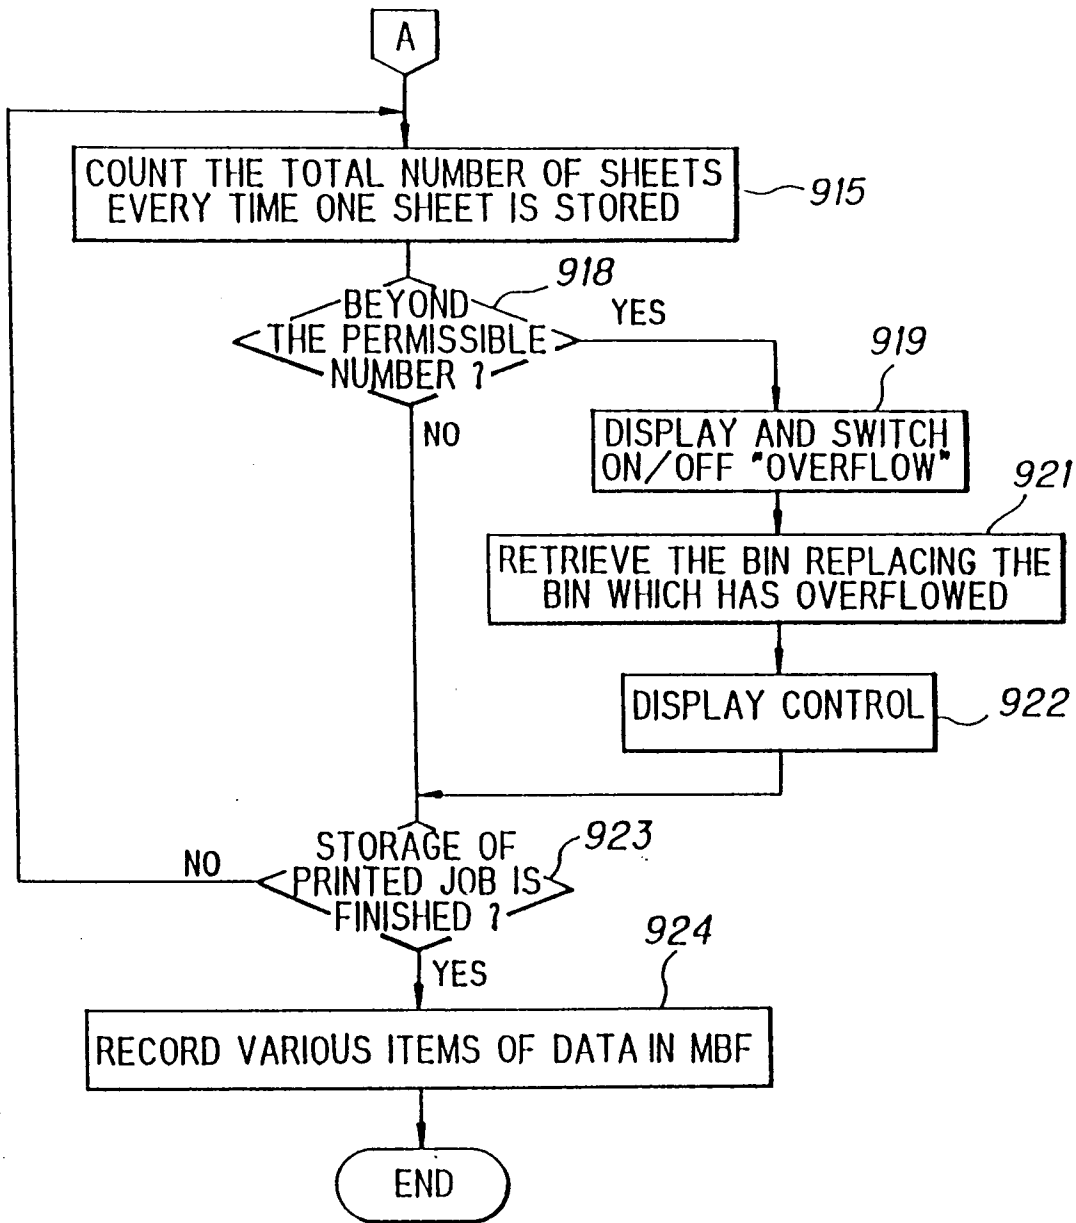 A
COUNT THE TOTAL NUMBER OF SHEETS
EVERY TIME ONE SHEET IS STORED
915
918
BEYOND
THE PERMISSIBLE
NUMBER ?
YES
NO
919
DISPLAY AND SWITCH
ON/OFF "OVERFLOW"
921
RETRIEVE THE BIN REPLACING THE
BIN WHICH HAS OVERFLOWED
DISPLAY CONTROL
922
STORAGE OF
PRINTED JOB IS
FINISHED ?
923
NO
YES
924
RECORD VARIOUS ITEMS OF DATA IN MBF
END